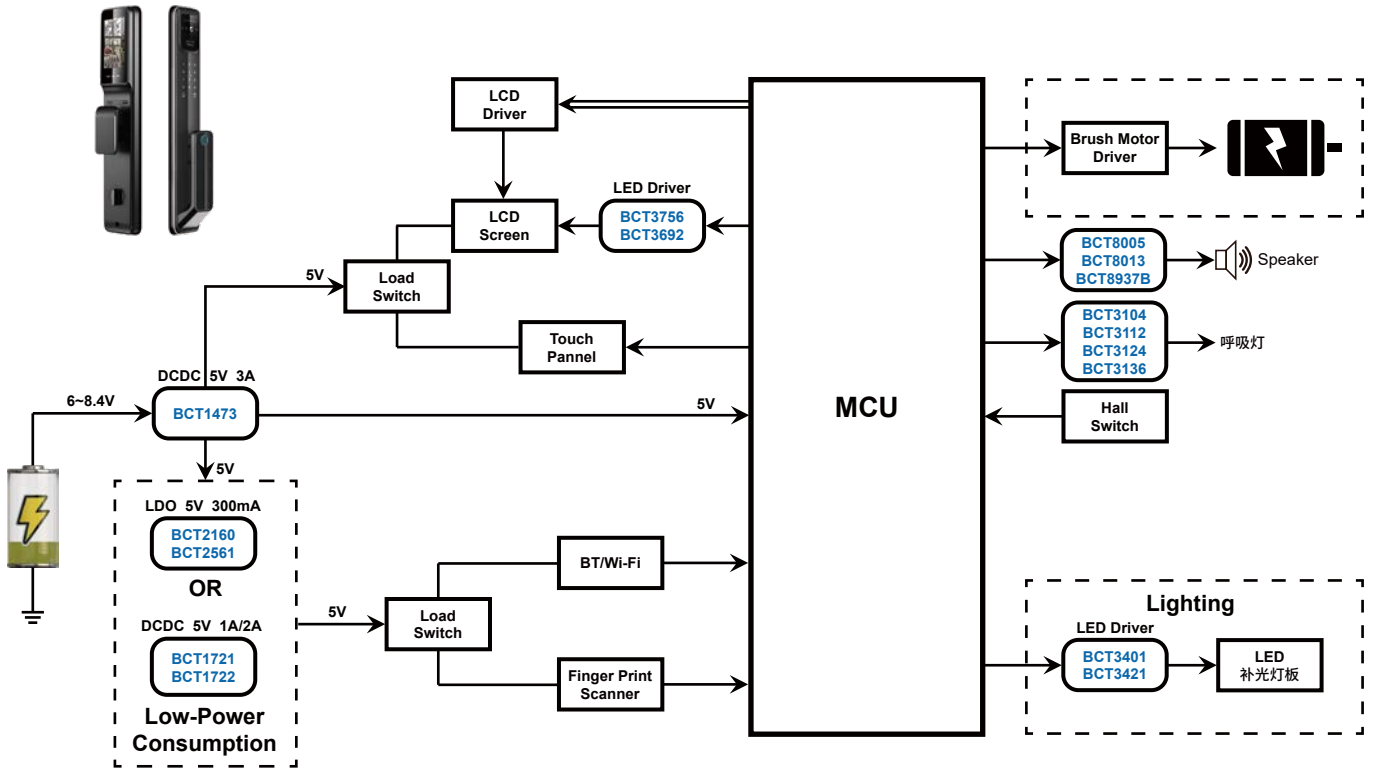 LCD
Driver
LED Driver
LCD
Screen
BCT3756
BCT3692
5V
Load
Switch
Touch
Pannel
DCDC 5V 3A
6~8.4V
BCT1473
5V
5V
LDO 5V 300mA
BCT2160
BCT2561
OR
DCDC 5V 1A/2A
BCT1721
BCT1722
Low-Power
Consumption
5V
Load
Switch
BT/Wi-Fi
Finger Print
Scanner
MCU
Brush Motor
Driver
BCT8005
BCT8013
BCT8937B
Speaker
BCT3104
BCT3112
BCT3124
BCT3136
呼吸灯
Hall
Switch
Lighting
LED Driver
BCT3401
BCT3421
LED
补光灯板